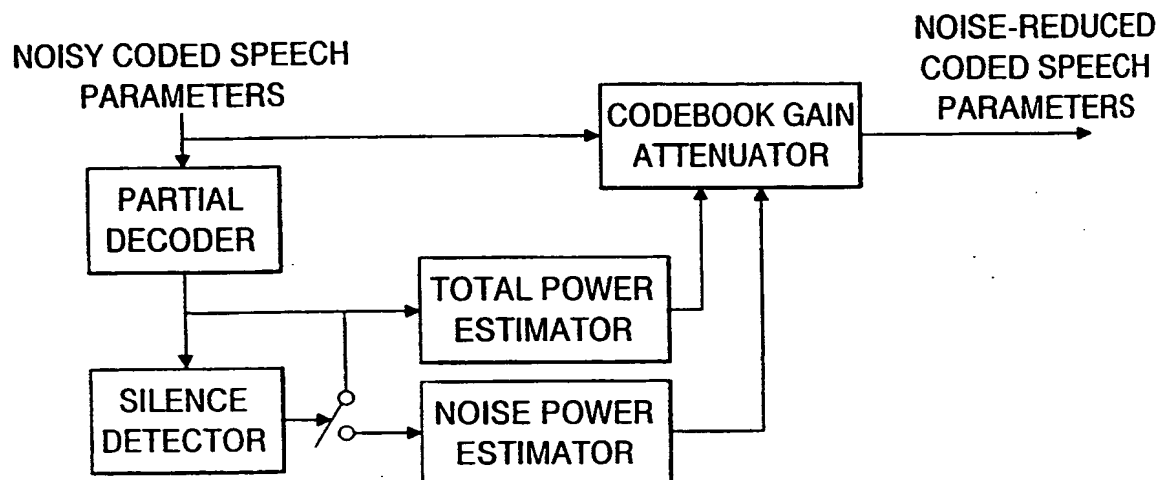 NOISY CODED SPEECH
PARAMETERS
NOISE-REDUCED
CODED SPEECH
PARAMETERS
CODEBOOK GAIN
ATTENUATOR
PARTIAL
DECODER
TOTAL POWER
ESTIMATOR
SILENCE
DETECTOR
NOISE POWER
ESTIMATOR